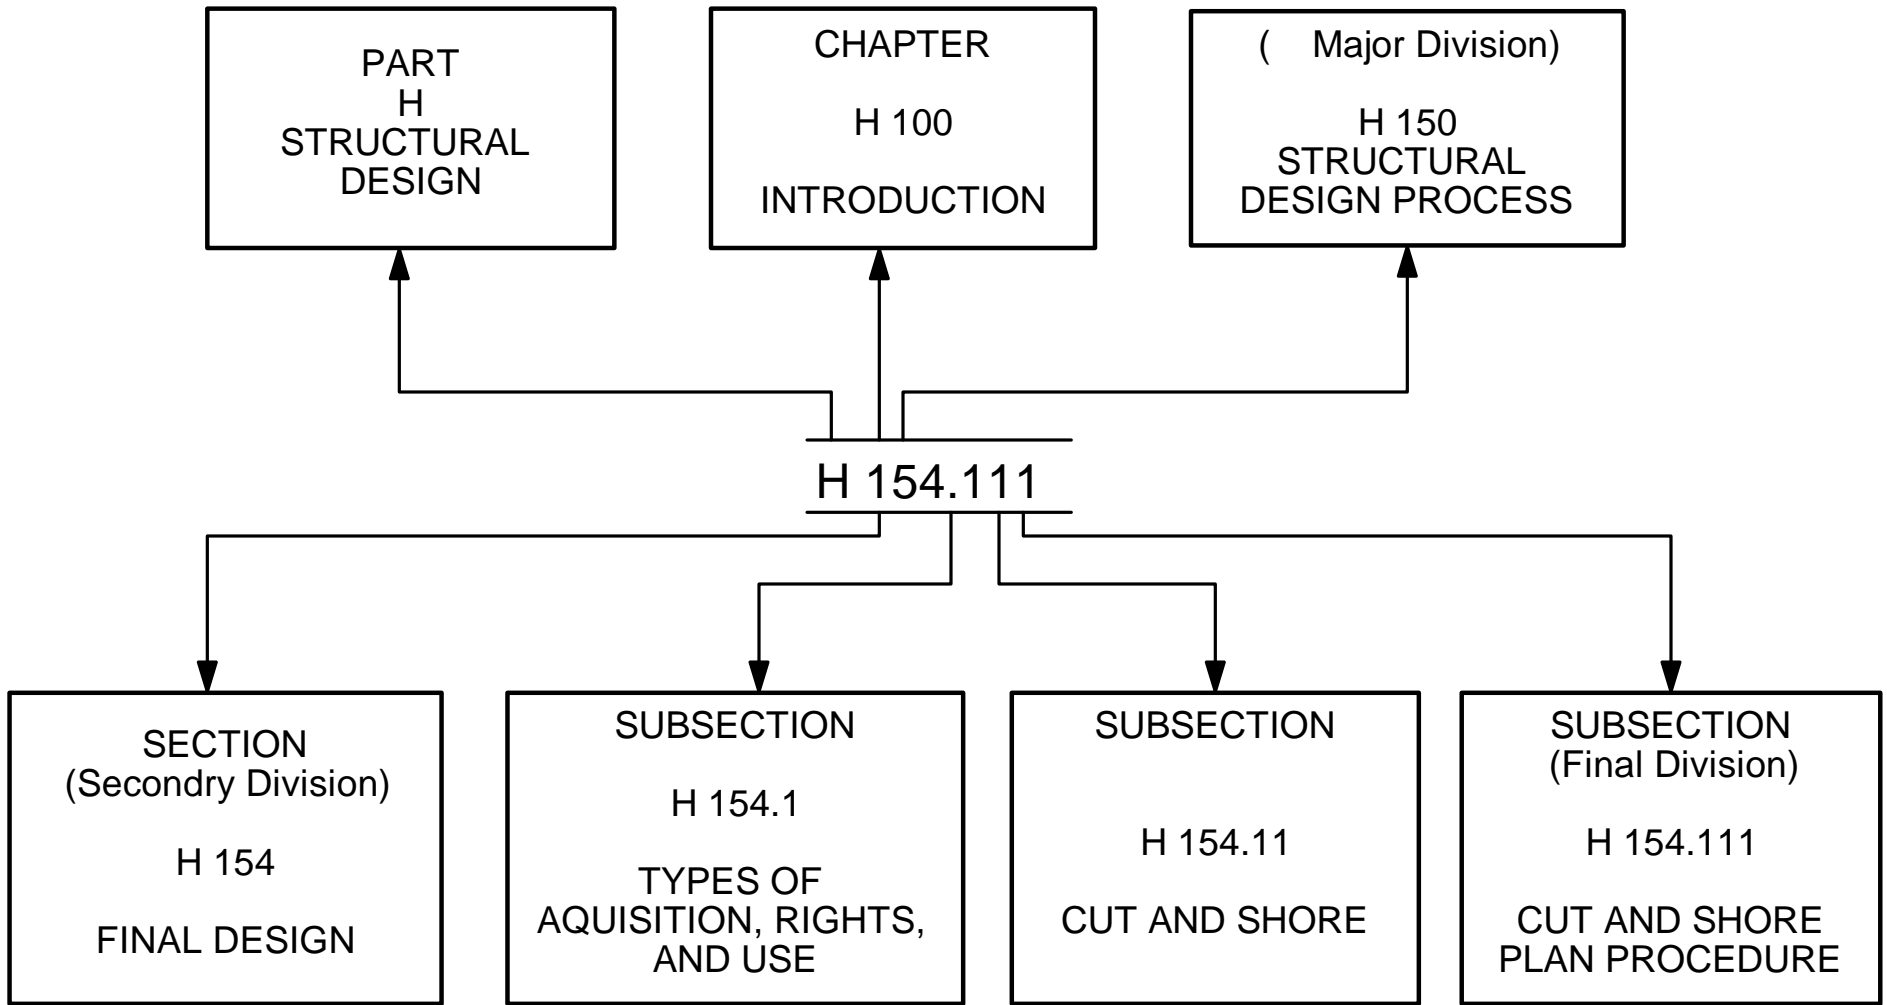 PART
H
STRUCTURAL
DESIGN
CHAPTER
H 100
INTRODUCTION
( Major Division)
H 150
STRUCTURAL
DESIGN PROCESS
H 154.111
SECTION
(Secondry Division)
H 154
FINAL DESIGN
SUBSECTION
H 154.1
TYPES OF
AQUISITION, RIGHTS,
AND USE
SUBSECTION
H 154.11
CUT AND SHORE
SUBSECTION
(Final Division)
H 154.111
CUT AND SHORE
PLAN PROCEDURE